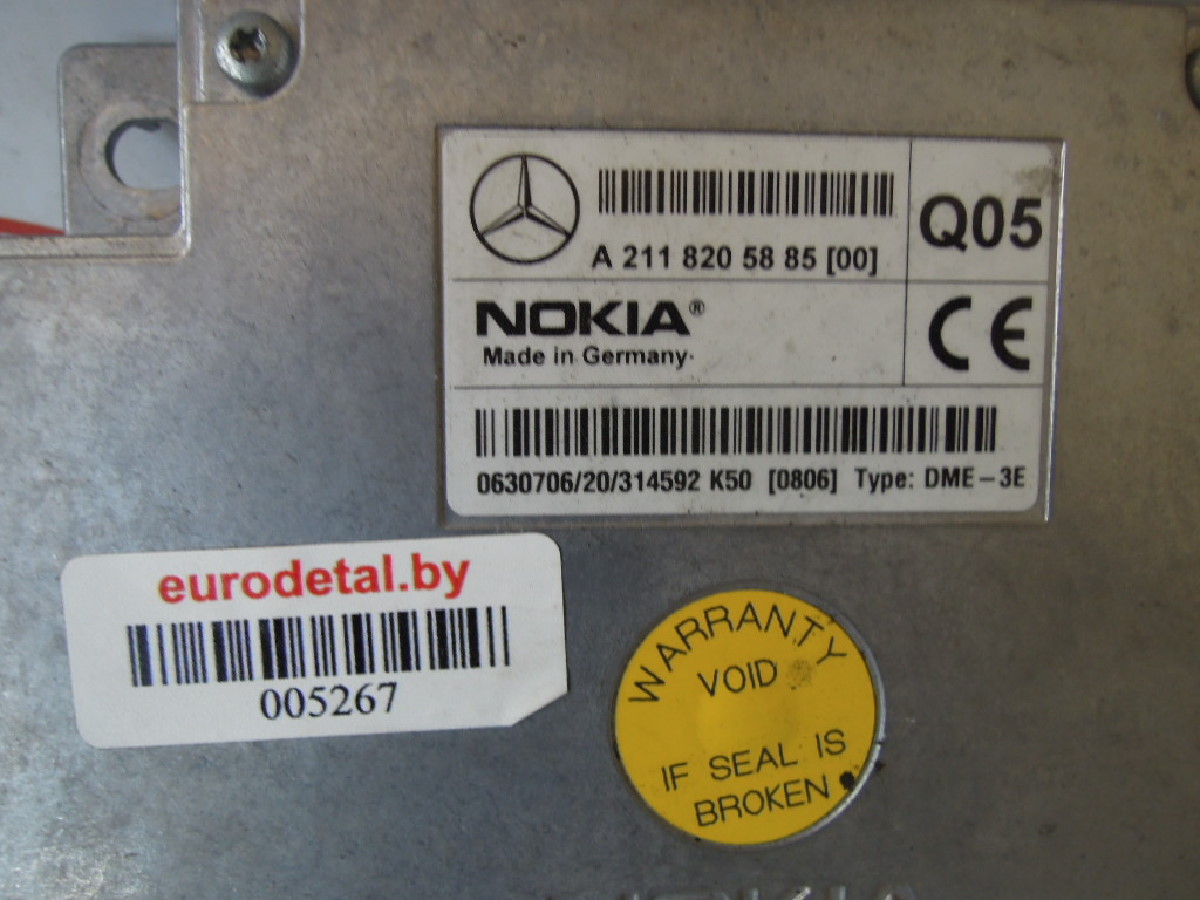 A 211 820 58 85 [00]
Q05
NOKIA®
Made in Germany
CE
0630706/20/314592 K50 [0806] Type: DME-3E
eurodetal.by
005267
WARRANTY
VOID
IF SEAL IS
BROKEN